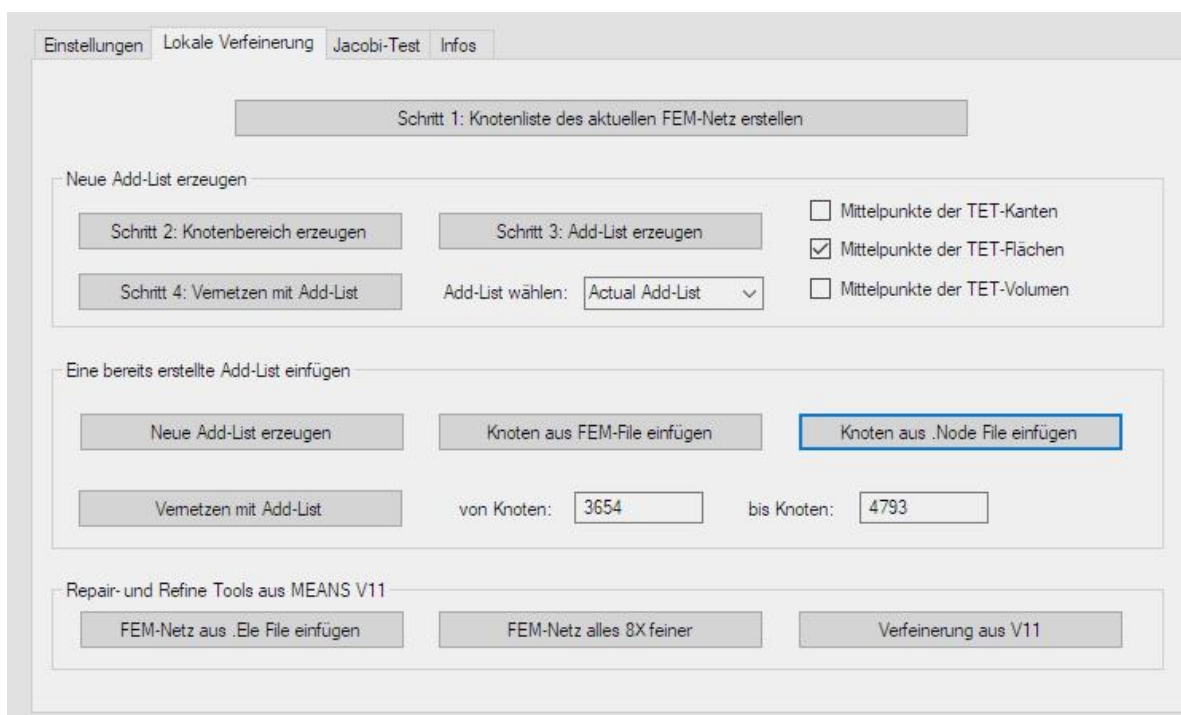 Einstellungen Lokale Verfeinerung Jacobi-Test Infos
Schritt 1: Knotenliste des aktuellen FEM-Netz erstellen
Neue Add-List erzeugen
Mittelpunkte der TET-Kanten
Schritt 2: Knotenbereich erzeugen Schritt 3: Add-List erzeugen
Mittelpunkte der TET-Flächen
Schritt 4: Vernetzen mit Add-List Add-List wählen: Actual Add-List Mittelpunkte der TET-Volumen
Eine bereits erstellte Add-List einfügen
Neue Add-List erzeugen Knoten aus FEM-File einfügen Knoten aus .Node File einfügen
Vernetzen mit Add-List von Knoten: 3654 bis Knoten: 4793
Repair- und Refine Tools aus MEANS V11
FEM-Netz aus .Ele File einfügen FEM-Netz alles 8X feiner Verfeinerung aus V11